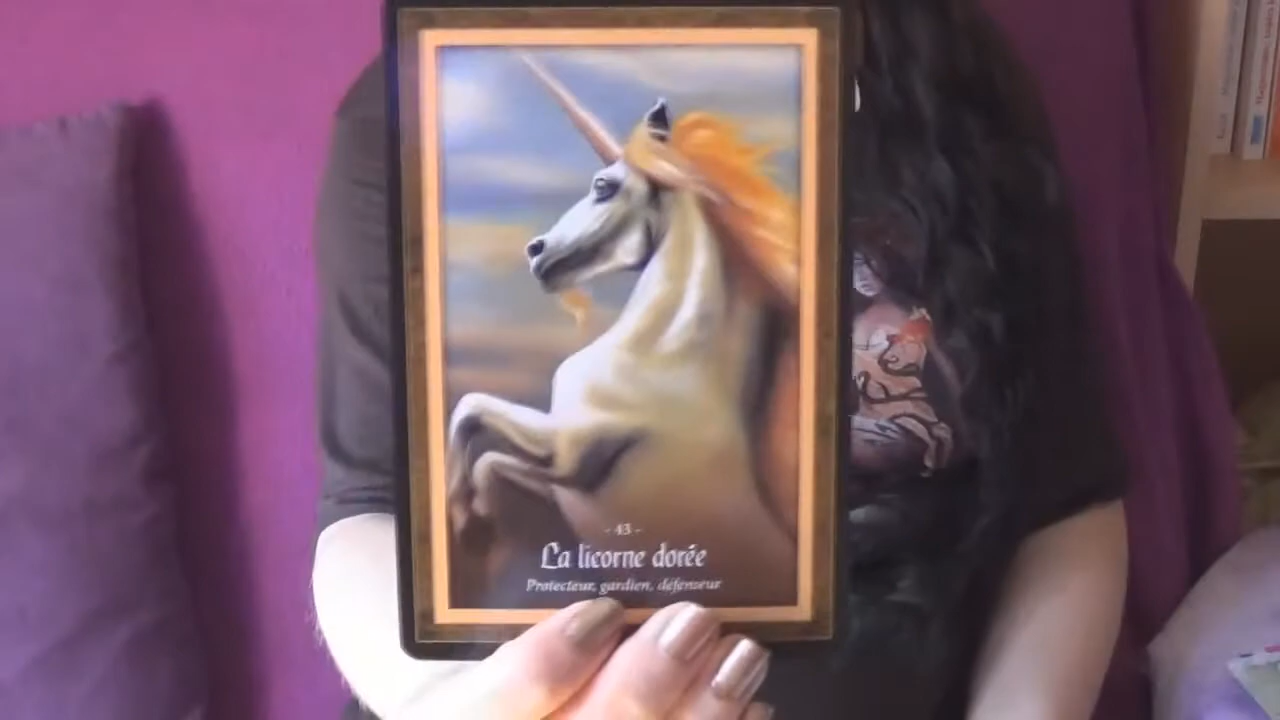 - 43 -
La licorne dorée
Protecteur, gardien, défenseur